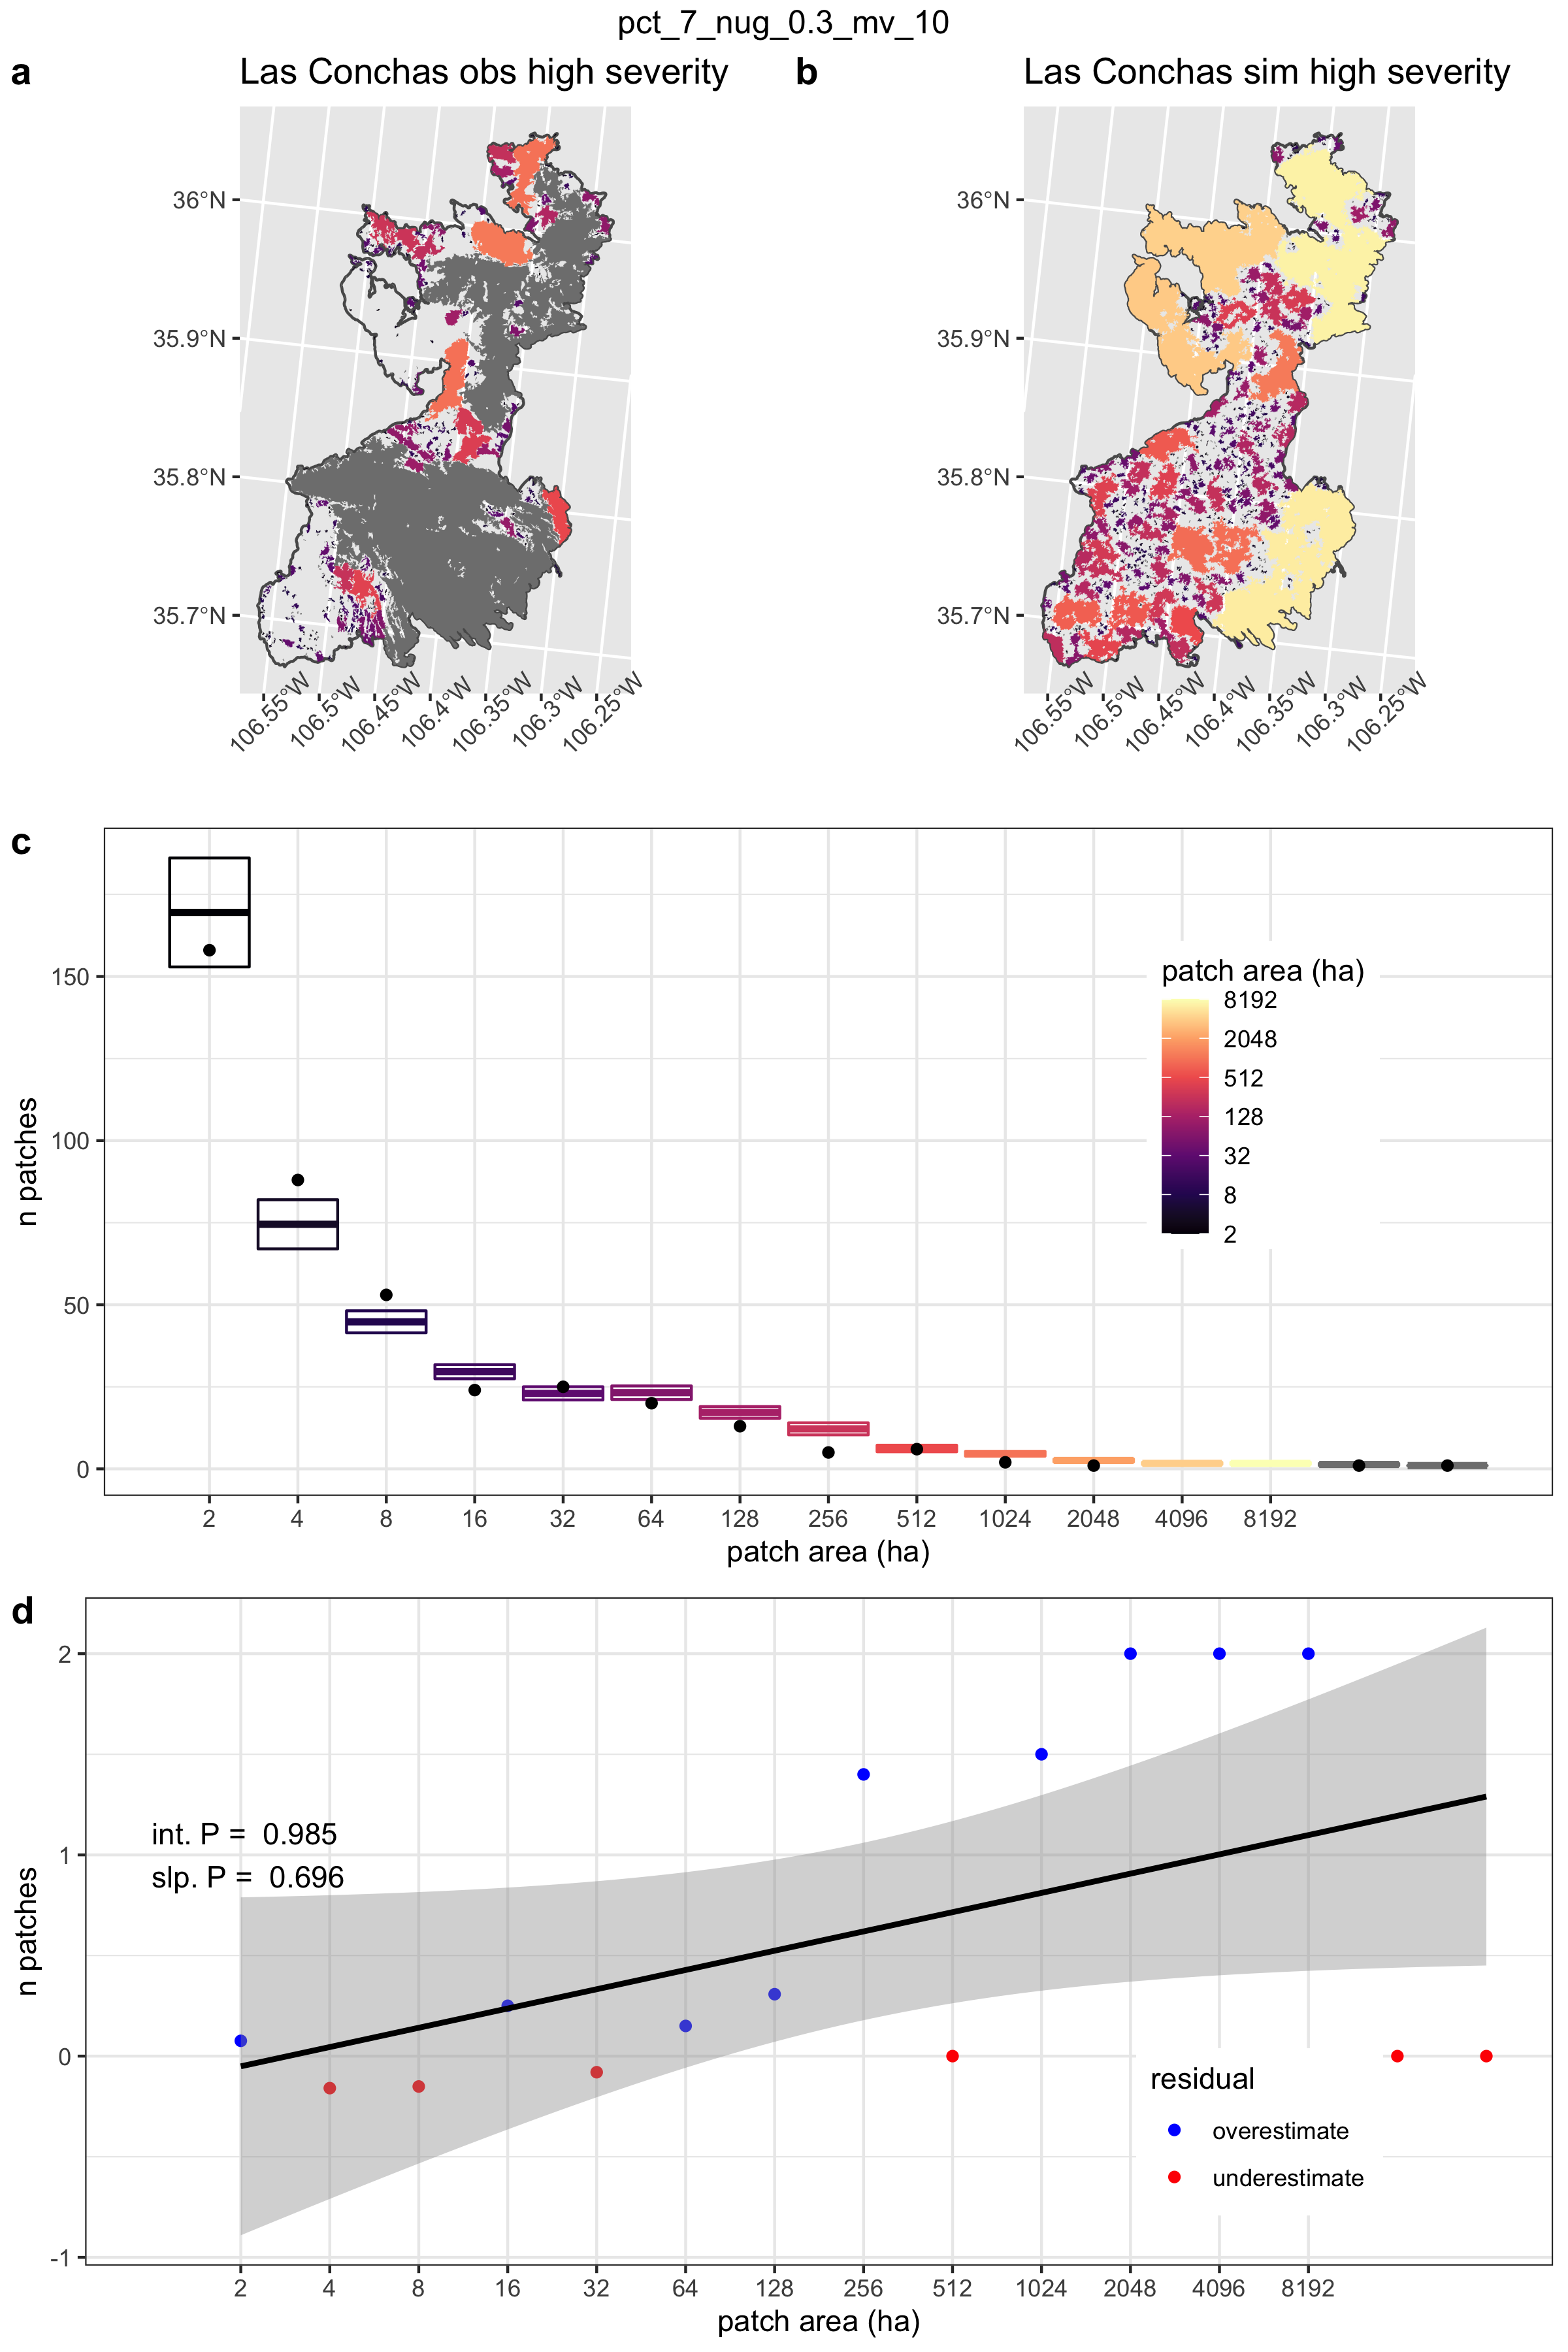 pct_7_nug_0.3_mv_10
a
Las Conchas obs high severity
b
Las Conchas sim high severity
36°N
35.9°N
35.8°N
35.7°N
106.55°W
106.5°W
106.45°W
106.4°W
106.35°W
106.3°W
106.25°W
36°N
35.9°N
35.8°N
35.7°N
106.55°W
106.5°W
106.45°W
106.4°W
106.35°W
106.3°W
106.25°W
c
n patches
150
100
50
0
patch area (ha)
8192
2048
512
128
32
8
2
2 4 8 16 32 64 128 256 512 1024 2048 4096 8192
patch area (ha)
d
n patches
2
1
0
-1
int. P = 0.985
slp. P = 0.696
residual
overestimate
underestimate
2 4 8 16 32 64 128 256 512 1024 2048 4096 8192
patch area (ha)